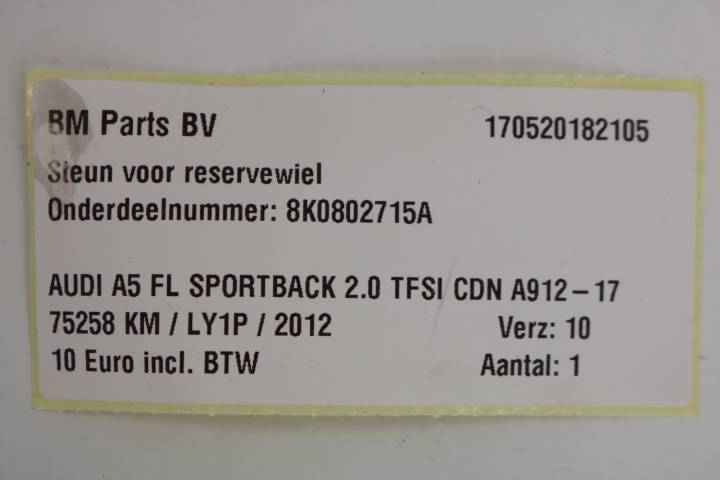 BM Parts BV 170520182105
Steun voor reservewiel
Onderdeelnummer: 8K0802715A
AUDI A5 FL SPORTBACK 2.0 TFSI CDN A912-17
75258 KM / LY1P / 2012 Verz: 10
10 Euro incl. BTW Aantal: 1